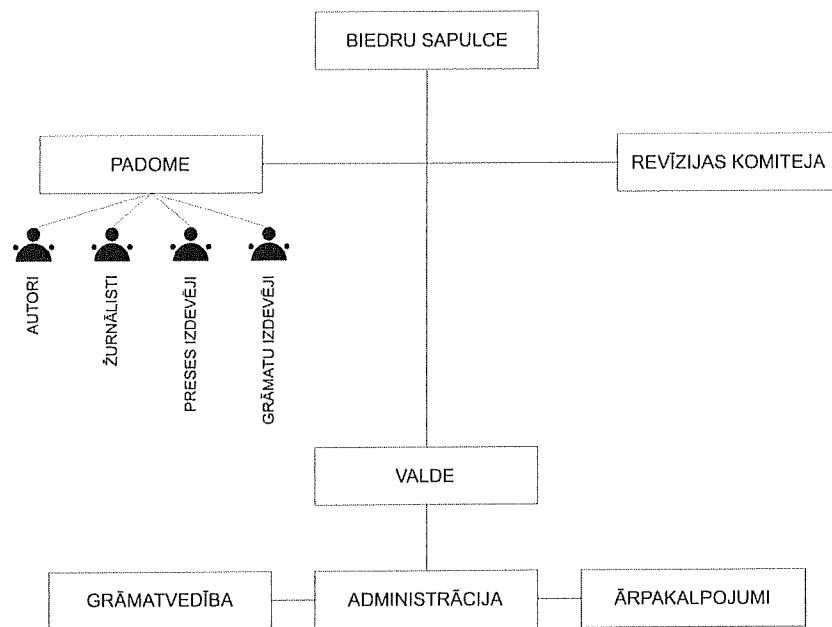 BIEDRU SAPULCE
PADOME
REVĪZIJAS KOMITEJA
AUTORI
ŽURNĀLISTI
PRESES IZDEVĒJI
GRĀMATU IZDEVĒJI
VALDE
GRĀMATVEDĪBA
ADMINISTRĀCIJA
ĀRPAKALPOJUMI